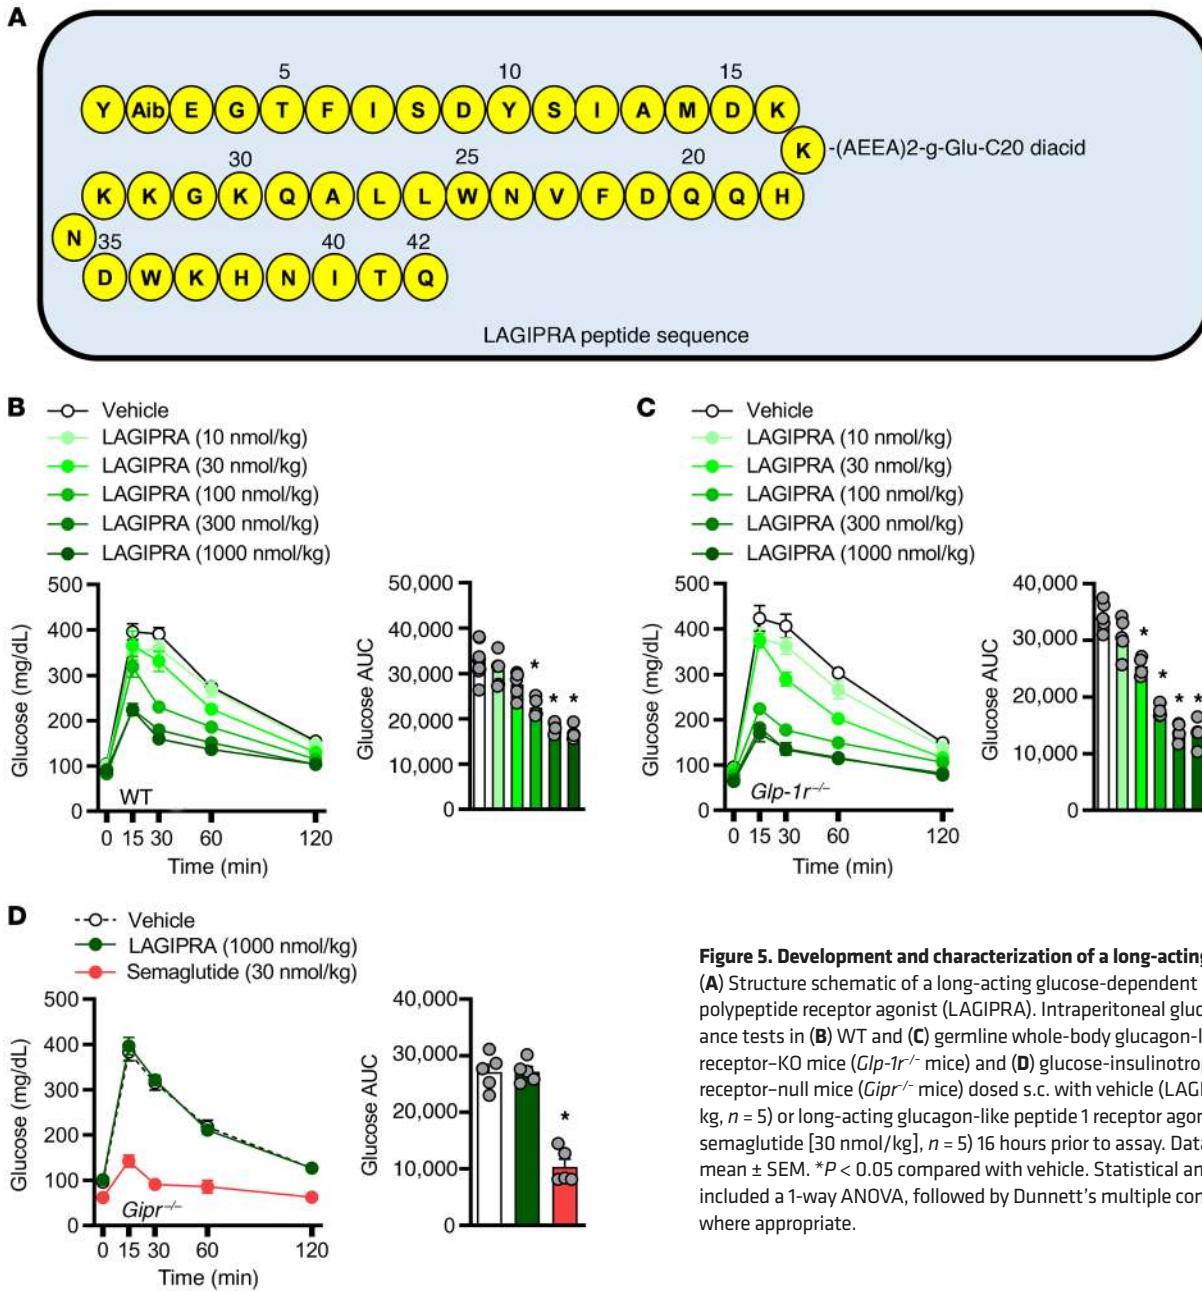 A
5 10 15
Y Aib E G T F I S D Y S I A M D K
K -(AEEA)2-g-Glu-C20 diacid
30 25 20
K K G K Q A L L W N V F D Q Q H
N
35 40 42
D W K H N I T Q
LAGIPRA peptide sequence
B
Vehicle
LAGIPRA (10 nmol/kg)
LAGIPRA (30 nmol/kg)
LAGIPRA (100 nmol/kg)
LAGIPRA (300 nmol/kg)
LAGIPRA (1000 nmol/kg)
Glucose (mg/dL)
500
400
300
200
100
0
WT
0 15 30 60 120
Time (min)
Glucose AUC
50,000
40,000
30,000
20,000
10,000
0
* * *
C
Vehicle
LAGIPRA (10 nmol/kg)
LAGIPRA (30 nmol/kg)
LAGIPRA (100 nmol/kg)
LAGIPRA (300 nmol/kg)
LAGIPRA (1000 nmol/kg)
Glucose (mg/dL)
500
400
300
200
100
0
Glp-1r–/–
0 15 30 60 120
Time (min)
Glucose AUC
40,000
30,000
20,000
10,000
0
* * * *
D
Vehicle
LAGIPRA (1000 nmol/kg)
Semaglutide (30 nmol/kg)
Glucose (mg/dL)
500
400
300
200
100
0
Gipr–/–
0 15 30 60 120
Time (min)
Glucose AUC
40,000
30,000
20,000
10,000
0
*
Figure 5. Development and characterization of a long-acting
(A) Structure schematic of a long-acting glucose-dependent
polypeptide receptor agonist (LAGIPRA). Intraperitoneal gluc
ance tests in (B) WT and (C) germline whole-body glucagon-l
receptor–KO mice (Glp-1r–/– mice) and (D) glucose-insulinotrop
receptor–null mice (Gipr–/– mice) dosed s.c. with vehicle (LAGI
kg, n = 5) or long-acting glucagon-like peptide 1 receptor agon
semaglutide [30 nmol/kg], n = 5) 16 hours prior to assay. Data
mean ± SEM. *P < 0.05 compared with vehicle. Statistical an
included a 1-way ANOVA, followed by Dunnett's multiple con
where appropriate.